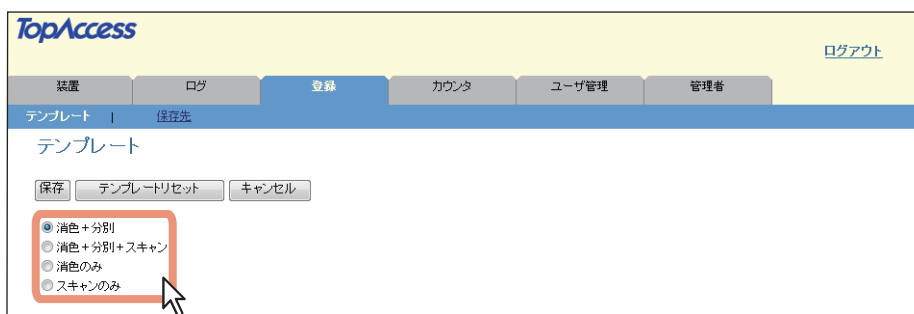 TopAccess
ログアウト
装置 ログ 登録 カウンタ ユーザ管理 管理者
テンプレート | 保存先
テンプレート
保存 テンプレートリセット キャンセル
消色+分別
消色+分別+スキャン
消色のみ
スキャンのみ